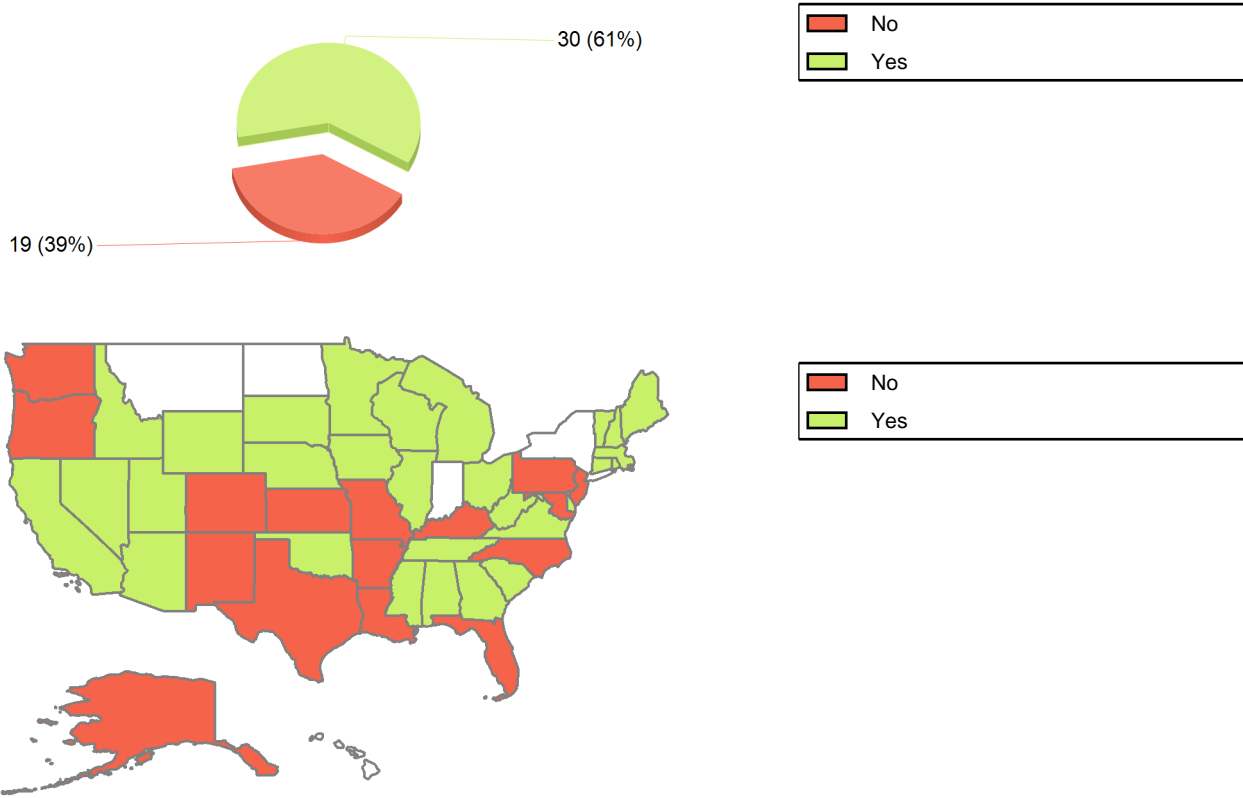 30 (61%)
19 (39%)
No
Yes
No
Yes